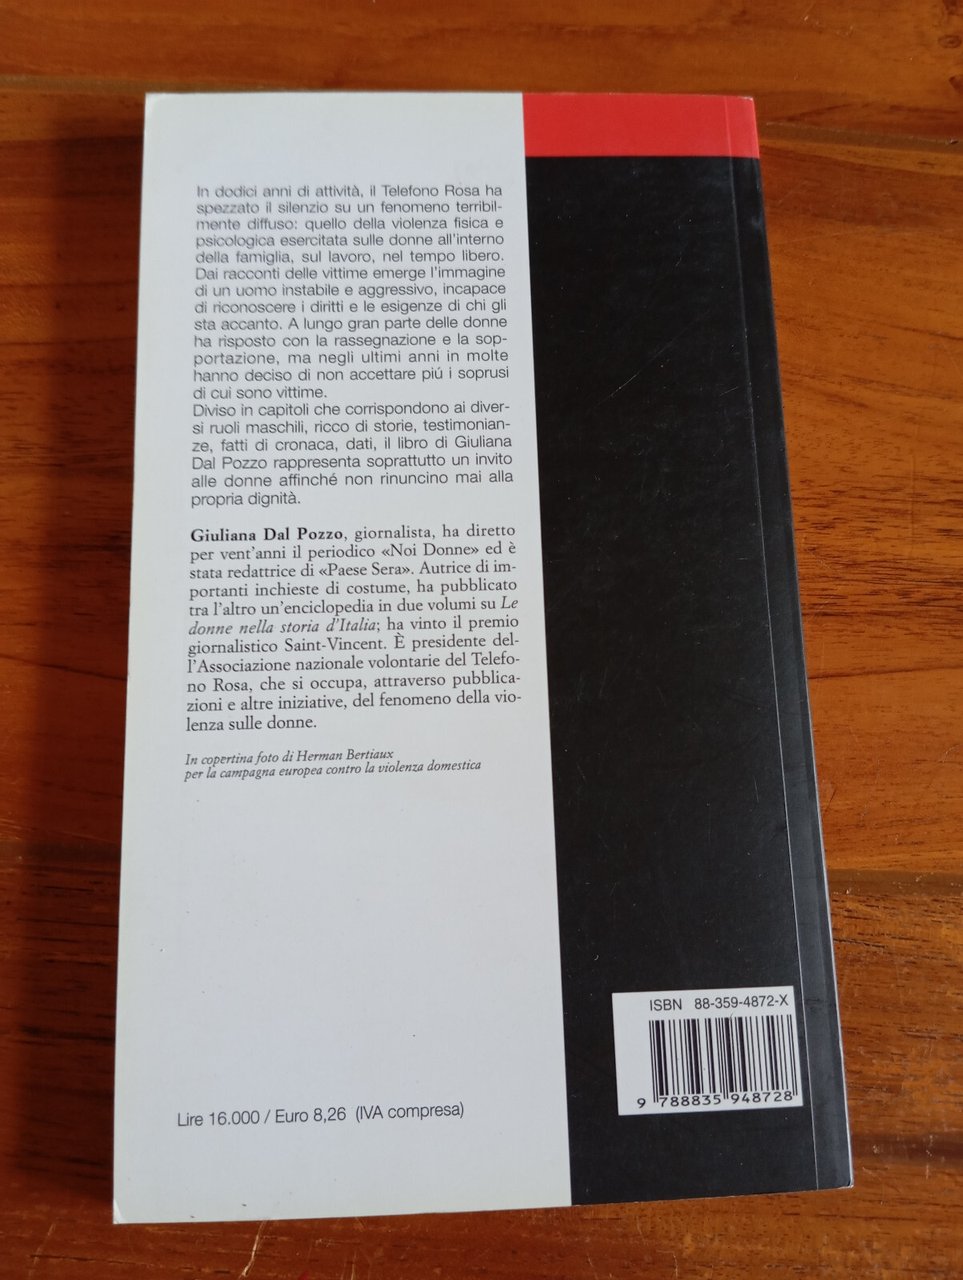 In dodici anni di attività, il Telefono Rosa ha
spezzato il silenzio su un fenomeno terribil-
mente diffuso: quello della violenza fisica e
psicologica esercitata sulle donne all'interno
della famiglia, sul lavoro, nel tempo libero.
Dai racconti delle vittime emerge l'immagine
di un uomo instabile e aggressivo, incapace
di riconoscere i diritti e le esigenze di chi gli
sta accanto. A lungo gran parte delle donne
ha risposto con la rassegnazione e la sop-
portazione, ma negli ultimi anni in molte
hanno deciso di non accettare piú i soprusi
di cui sono vittime.
Diviso in capitoli che corrispondono ai diver-
si ruoli maschili, ricco di storie, testimonian-
ze, fatti di cronaca, dati, il libro di Giuliana
Dal Pozzo rappresenta soprattutto un invito
alle donne affinché non rinuncino mai alla
propria dignità.
Giuliana Dal Pozzo, giornalista, ha diretto
per vent'anni il periodico «Noi Donne» ed è
stata redattrice di «Paese Sera». Autrice di im-
portanti inchieste di costume, ha pubblicato
tra l'altro un'enciclopedia in due volumi su Le
donne nella storia d'Italia; ha vinto il premio
giornalistico Saint-Vincent. È presidente del-
l'Associazione nazionale volontarie del Telefo-
no Rosa, che si occupa, attraverso pubblica-
zioni e altre iniziative, del fenomeno della vio-
lenza sulle donne.
In copertina foto di Herman Bertiaux
per la campagna europea contro la violenza domestica
ISBN 88-359-4872-X
9 788835 948728
Lire 16.000 / Euro 8,26 (IVA compresa)